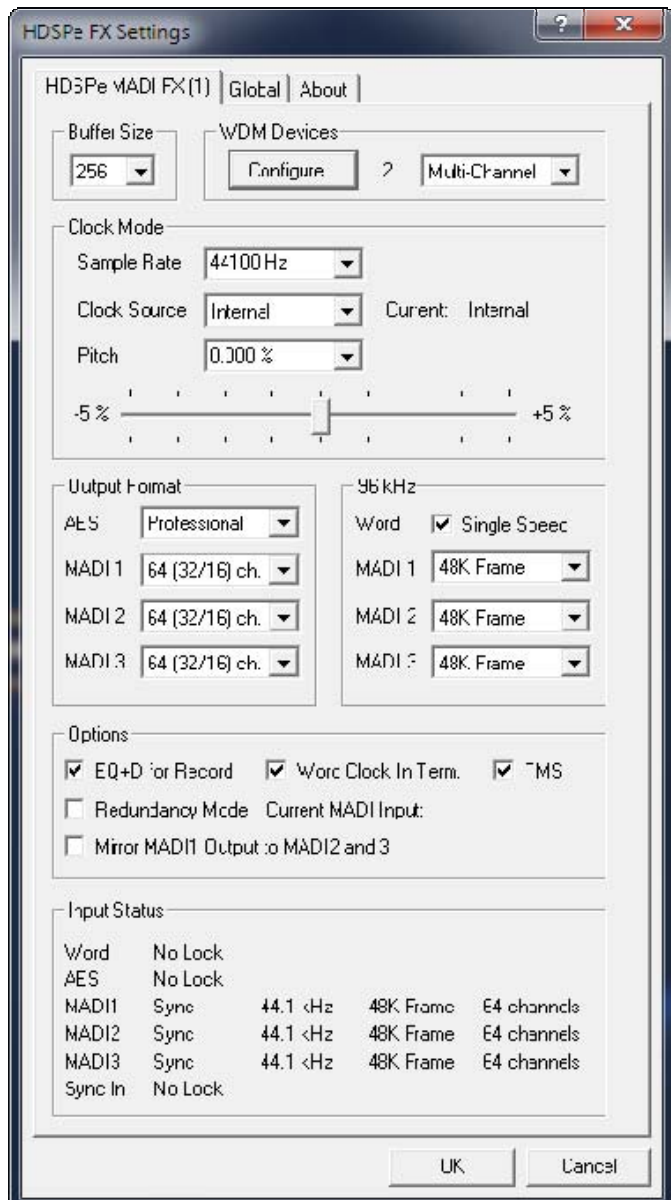 HDSPe FX Settings
HDSPe MADI FX (1) Global About
Buffer Size
256
WDM Devices
Configure 2 Multi-Channel
Clock Mode
Sample Rate 44100 Hz
Clock Source Internal Current: Internal
Pitch 0.000 %
-5 % +5 %
Output Format
AES Professional
MADI 1 64 (32/16) ch.
MADI 2 64 (32/16) ch.
MADI 3 64 (32/16) ch.
96 kHz
Word Single Speed
MADI 1 48K Frame
MADI 2 48K Frame
MADI 3 48K Frame
Options
EQ+D for Record Word Clock In Term. TMS
Redundancy Mode Current MADI Input:
Mirror MADI1 Output to MADI2 and 3
Input Status
Word No Lock
AES No Lock
MADI1 Sync 44.1 kHz 48K Frame 64 channels
MADI2 Sync 44.1 kHz 48K Frame 64 channels
MADI3 Sync 44.1 kHz 48K Frame 64 channels
Sync In No Lock
OK Cancel